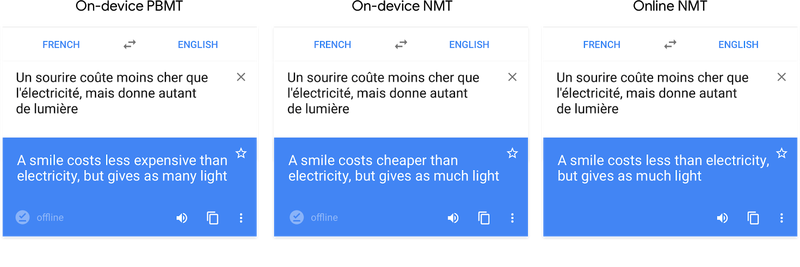 On-device PBMT
FRENCH ENGLISH
Un sourire coûte moins cher que
l'électricité, mais donne autant
de lumière
A smile costs less expensive than
electricity, but gives as many light
offline
On-device NMT
FRENCH ENGLISH
Un sourire coûte moins cher que
l'électricité, mais donne autant
de lumière
A smile costs cheaper than
electricity, but gives as much light
offline
Online NMT
FRENCH ENGLISH
Un sourire coûte moins cher que
l'électricité, mais donne autant
de lumière
A smile costs less than electricity,
but gives as much light